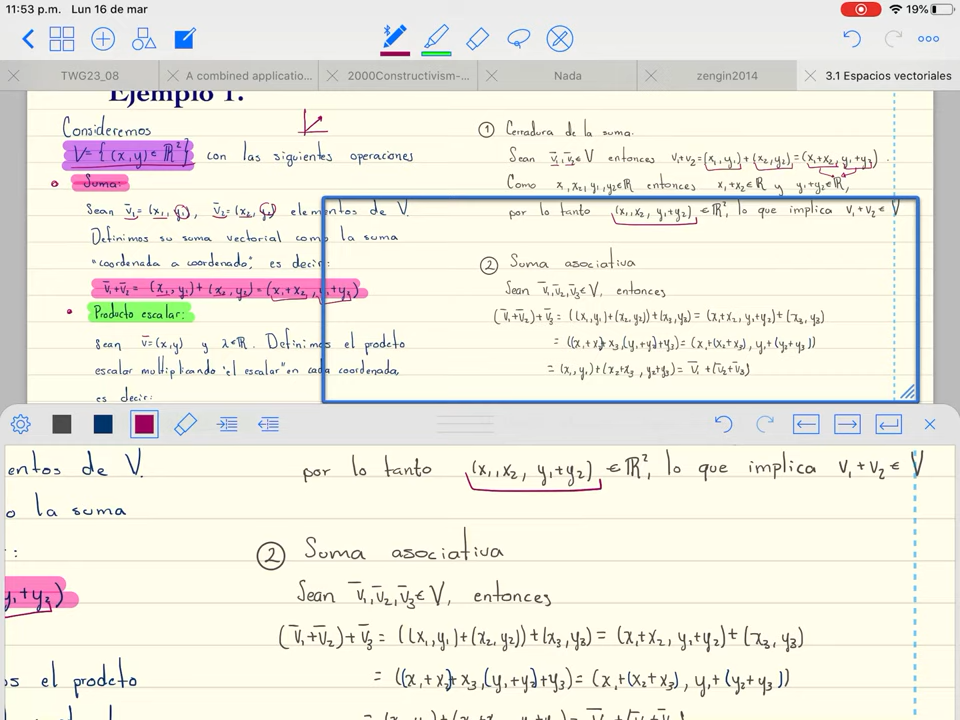 11:53 p.m. Lun 16 de mar
19%
TWG23_08
A combined applicatio...
2000Constructivism-...
Nada
zengin2014
3.1 Espacios vectoriales
Ejemplo 1.
Consideremos
V={(x,y)∈ℝ²} con las siguientes operaciones
• Suma:
Sean v̄₁=(x₁,y₁), v̄₂=(x₂,y₂) elementos de V.
Definimos su suma vectorial como la suma
"coordenada a coordenada", es decir:
v̄₁+v̄₂=(x₁,y₁)+(x₂,y₂)=(x₁+x₂,y₁+y₂)
• Producto escalar:
Sean v̄=(x,y) y λ∈ℝ. Definimos el prodcto
escalar multiplicando "el escalar" en cada coordenada,
es decir:
① Cerradura de la suma.
Sean v̄₁,v̄₂∈V entonces v₁+v₂=(x₁,y₁)+(x₂,y₂)=(x₁+x₂,y₁+y₂).
Como x₁,x₂,y₁,y₂∈ℝ entonces x₁+x₂∈ℝ y y₁+y₂∈ℝ,
por lo tanto (x₁,x₂, y₁+y₂)∈ℝ², lo que implica v₁+v₂∈V
② Suma asociativa
Sean v̄₁,v̄₂,v̄₃∈V, entonces
(v̄₁+v̄₂)+v̄₃=((x₁,y₁)+(x₂,y₂))+(x₃,y₃)=(x₁+x₂,y₁+y₂)+(x₃,y₃)
=((x₁+x₂)+x₃,(y₁+y₂)+y₃)=(x₁+(x₂+x₃),y₁+(y₂+y₃))
=(x₁,y₁)+(x₂+x₃,y₂+y₃)=v̄₁+(v̄₂+v̄₃)
entos de V.
o la suma
:
y₁+y₂)
os el prodcto
por lo tanto (x₁,x₂, y₁+y₂)∈ℝ², lo que implica v₁+v₂∈V
② Suma asociativa
Sean v̄₁,v̄₂,v̄₃∈V, entonces
(v̄₁+v̄₂)+v̄₃=((x₁,y₁)+(x₂,y₂))+(x₃,y₃)=(x₁+x₂,y₁+y₂)+(x₃,y₃)
=((x₁+x₂)+x₃,(y₁+y₂)+y₃)=(x₁+(x₂+x₃),y₁+(y₂+y₃))